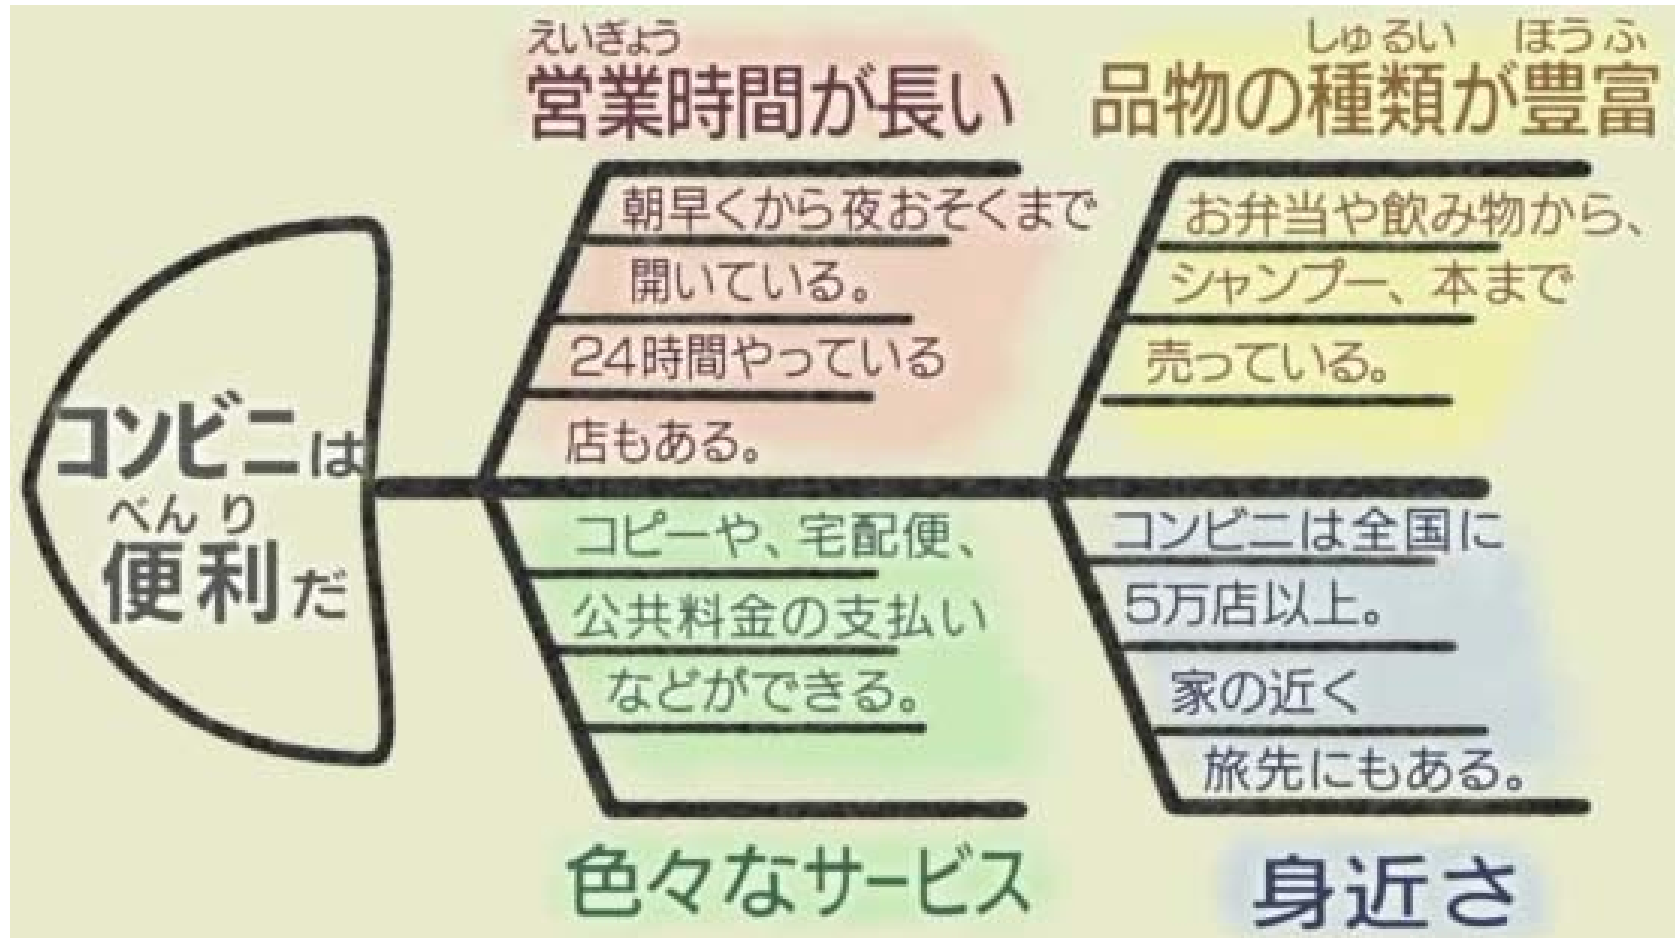 コンビニは
べんり
便利だ
えいぎょう
営業時間が長い
朝早くから夜おそくまで
開いている。
24時間やっている
店もある。
しゅるい ほうふ
品物の種類が豊富
お弁当や飲み物から、
シャンプー、本まで
売っている。
コピーや、宅配便、
公共料金の支払い
などができる。
色々なサービス
コンビニは全国に
5万店以上。
家の近く
旅先にもある。
身近さ